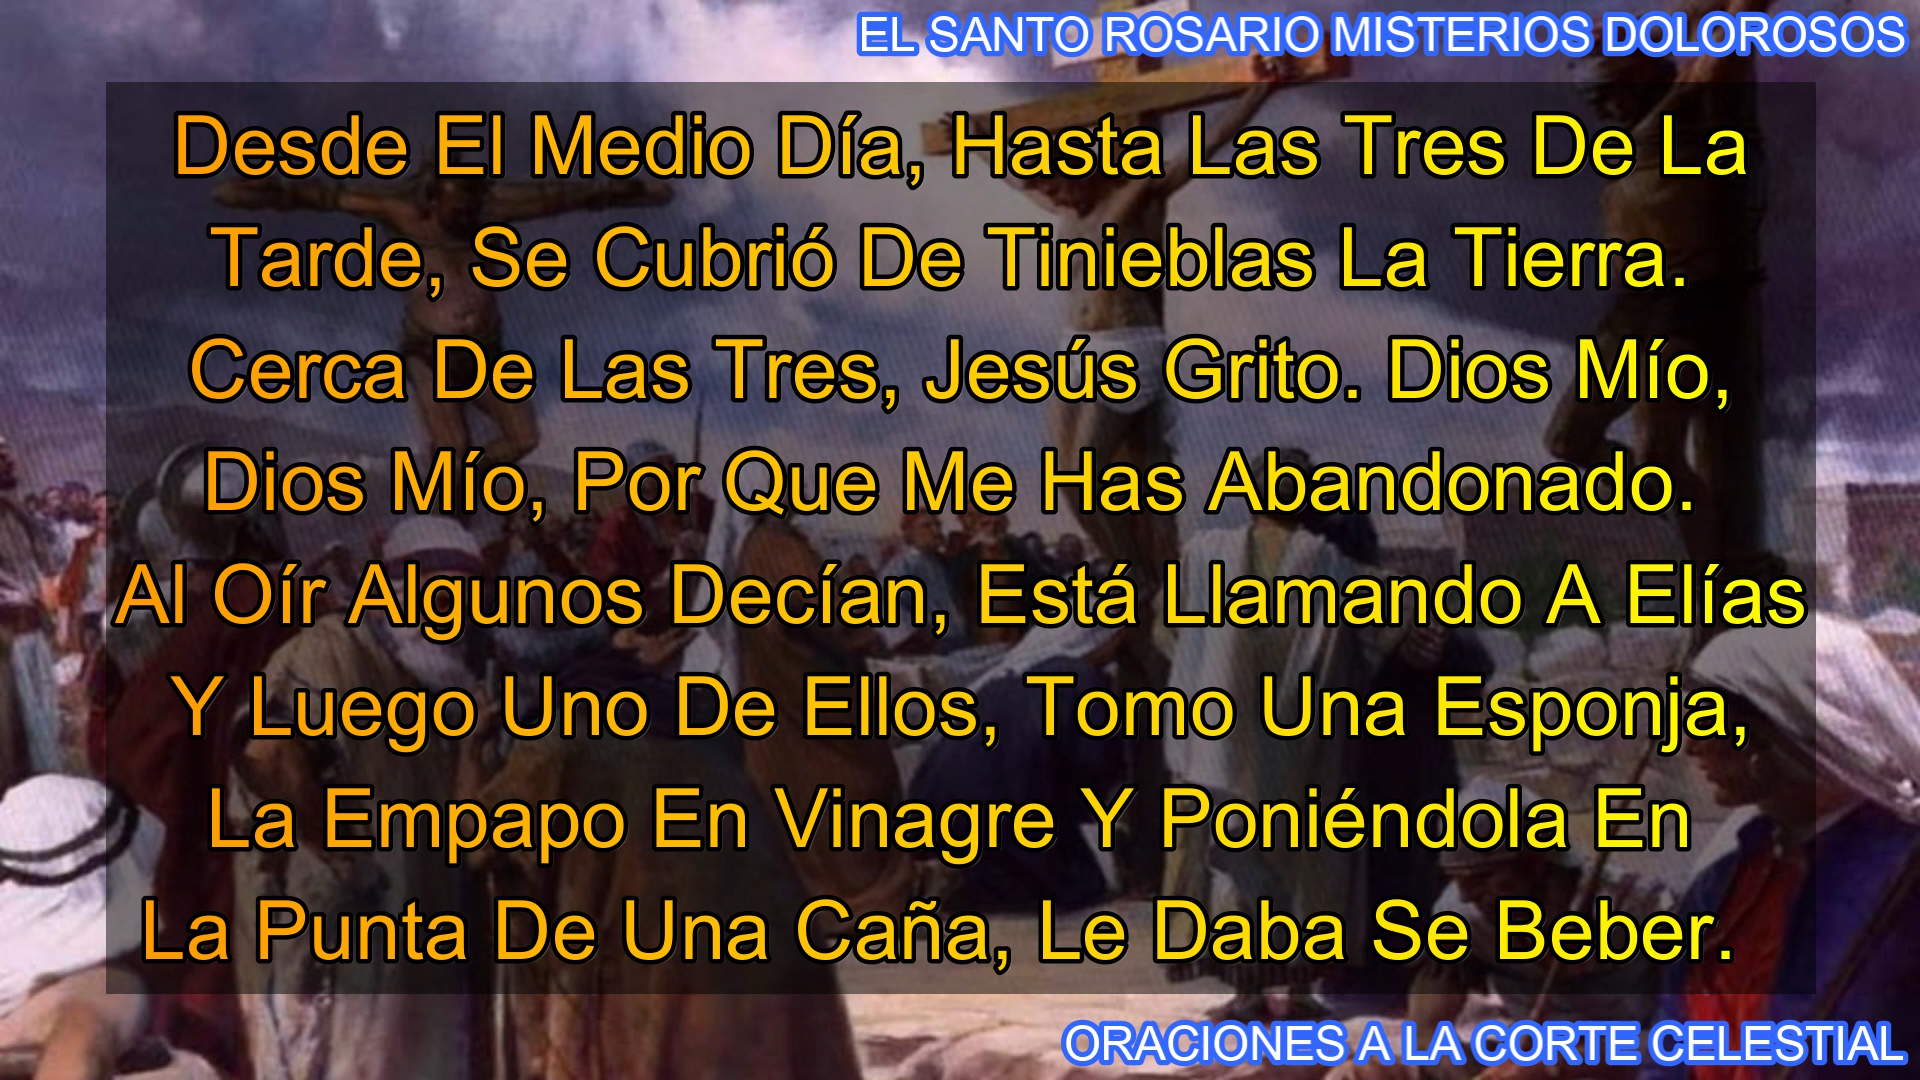 EL SANTO ROSARIO MISTERIOS DOLOROSOS
Desde El Medio Día, Hasta Las Tres De La
Tarde, Se Cubrió De Tinieblas La Tierra.
Cerca De Las Tres, Jesús Grito. Dios Mío,
Dios Mío, Por Que Me Has Abandonado.
Al Oír Algunos Decían, Está Llamando A Elías
Y Luego Uno De Ellos, Tomo Una Esponja,
La Empapo En Vinagre Y Poniéndola En
La Punta De Una Caña, Le Daba Se Beber.
ORACIONES A LA CORTE CELESTIAL